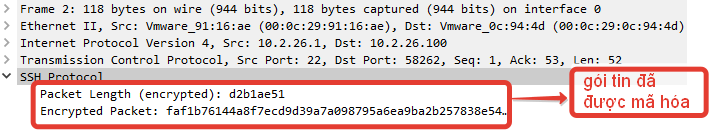 Frame 2: 118 bytes on wire (944 bits), 118 bytes captured (944 bits) on interface 0
Ethernet II, Src: Vmware_91:16:ae (00:0c:29:91:16:ae), Dst: Vmware_0c:94:4d (00:0c:29:0c:94:4d)
Internet Protocol Version 4, Src: 10.2.26.1, Dst: 10.2.26.100
Transmission Control Protocol, Src Port: 22, Dst Port: 58262, Seq: 1, Ack: 53, Len: 52
SSH Protocol
Packet Length (encrypted): d2b1ae51
Encrypted Packet: faf1b76144a8f7ecd9d39a7a098795a6ea9ba2b257838e54…
gói tin đã
được mã hóa